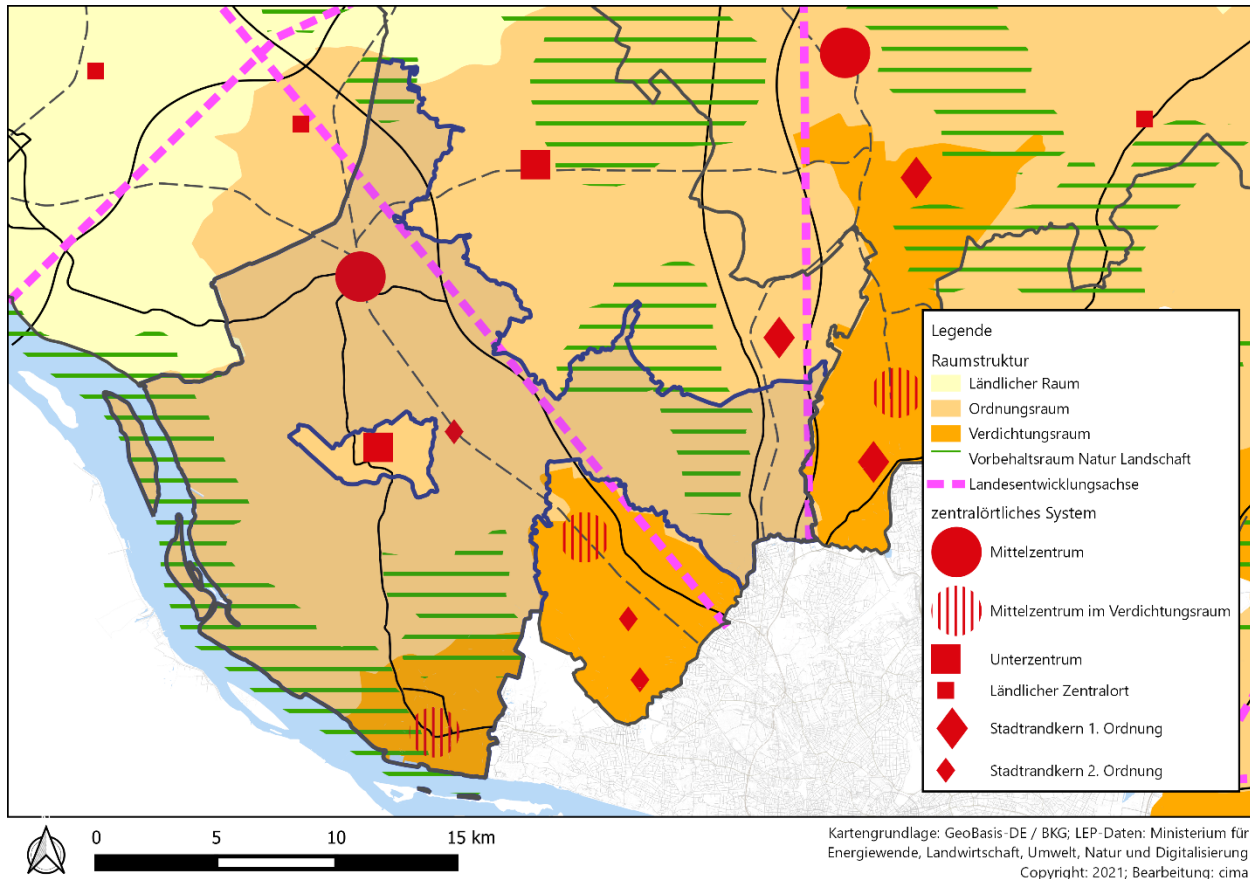 Legende
Raumstruktur
Ländlicher Raum
Ordnungsraum
Verdichtungsraum
Vorbehaltsraum Natur Landschaft
Landesentwicklungsachse
zentralörtliches System
Mittelzentrum
Mittelzentrum im Verdichtungsraum
Unterzentrum
Ländlicher Zentralort
Stadtrandkern 1. Ordnung
Stadtrandkern 2. Ordnung
0 5 10 15 km
Kartengrundlage: GeoBasis-DE / BKG; LEP-Daten: Ministerium für
Energiewende, Landwirtschaft, Umwelt, Natur und Digitalisierung
Copyright: 2021; Bearbeitung: cima